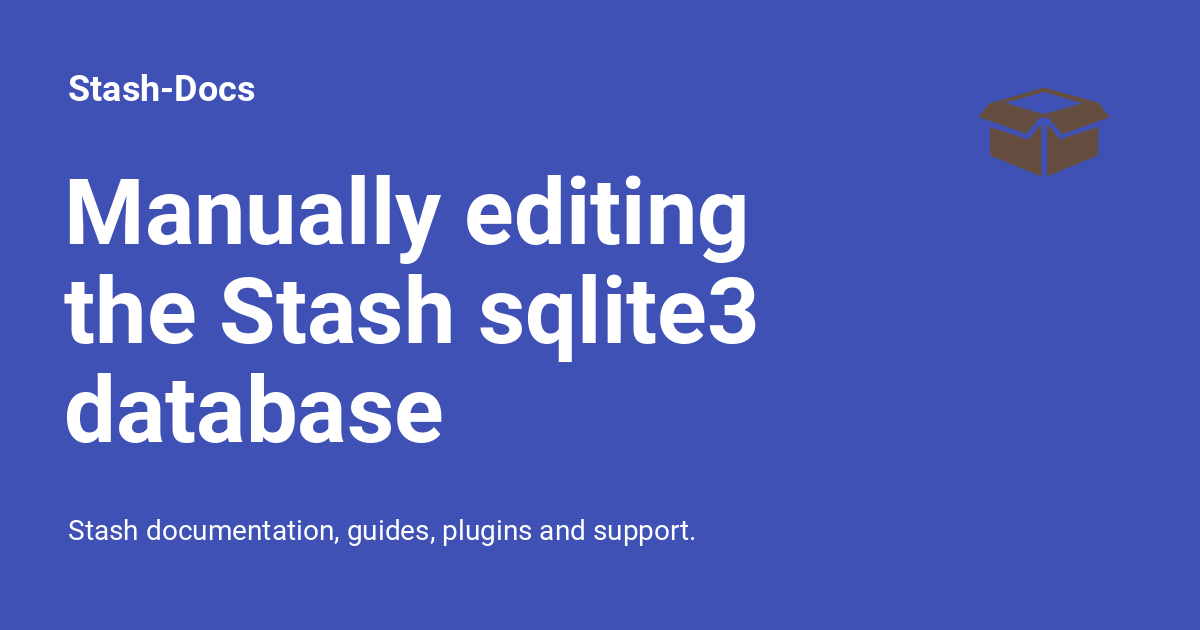 Stash-Docs
Manually editing
the Stash sqlite3
database
Stash documentation, guides, plugins and support.